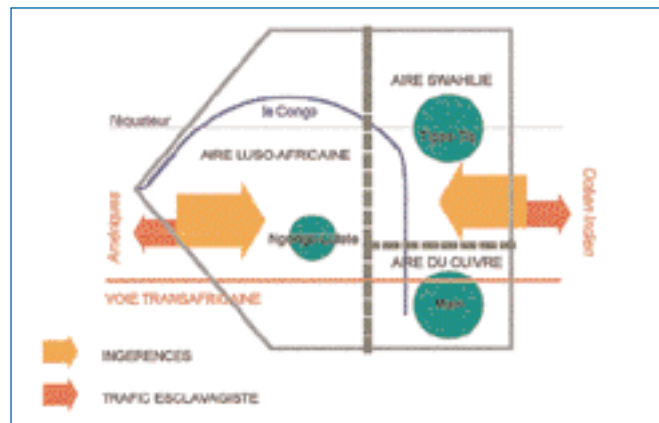 AIRE SWAHILIE
le Congo
l'équateur
AIRE LUSO-AFRICAINE
Amériques
Océan Indien
AIRE DU CUIVRE
VOIE TRANSAFRICAINE
INGERENCES
TRAFIC ESCLAVAGISTE